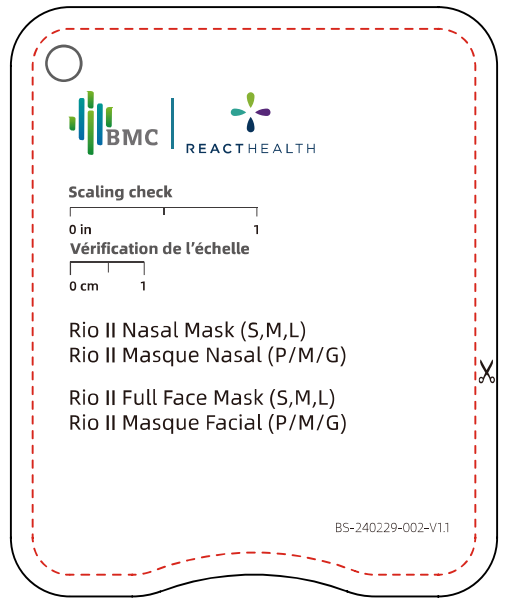 BMC
REACTHEALTH
Scaling check
0 in 1
Vérification de l'échelle
0 cm 1
Rio II Nasal Mask (S,M,L)
Rio II Masque Nasal (P/M/G)
Rio II Full Face Mask (S,M,L)
Rio II Masque Facial (P/M/G)
BS-240229-002-V1.1